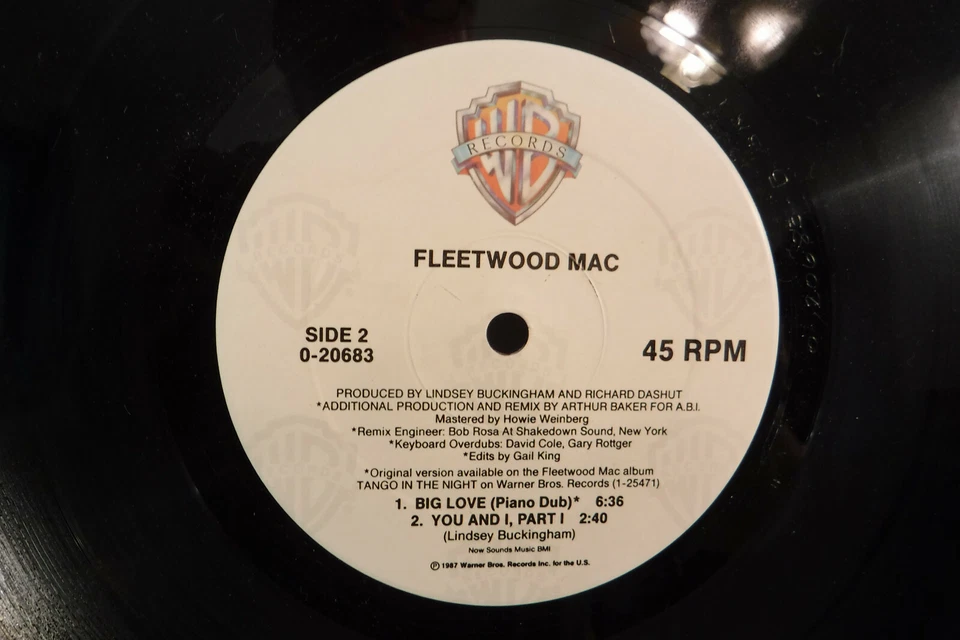 WB
RECORDS
FLEETWOOD MAC
SIDE 2
0-20683
45 RPM
PRODUCED BY LINDSEY BUCKINGHAM AND RICHARD DASHUT
*ADDITIONAL PRODUCTION AND REMIX BY ARTHUR BAKER FOR A.B.I.
Mastered by Howie Weinberg
*Remix Engineer: Bob Rosa At Shakedown Sound, New York
*Keyboard Overdubs: David Cole, Gary Rottger
*Edits by Gail King
*Original version available on the Fleetwood Mac album
TANGO IN THE NIGHT on Warner Bros. Records (1-25471)
1. BIG LOVE (Piano Dub)* 6:36
2. YOU AND I, PART I 2:40
(Lindsey Buckingham)
Now Sounds Music BMI
℗ 1987 Warner Bros. Records Inc. for the U.S.